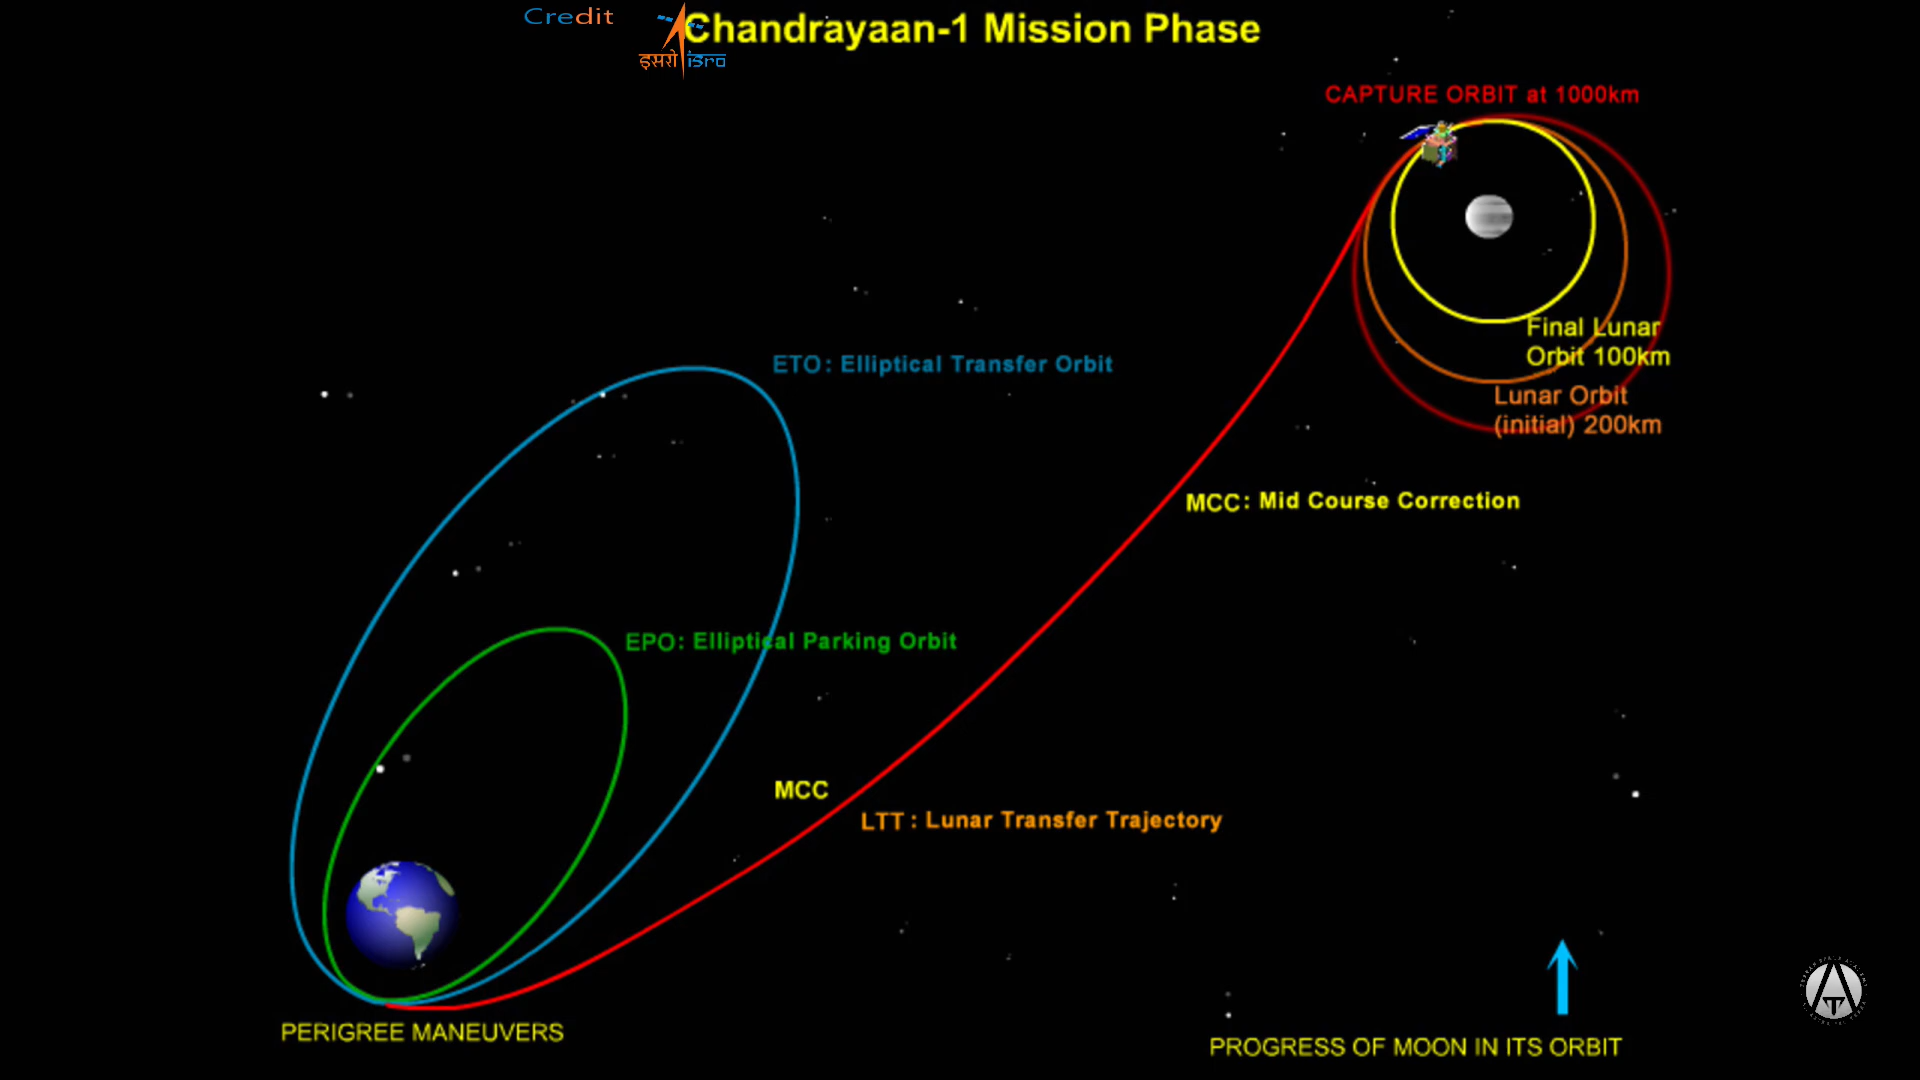 Credit
इसरो isro
Chandrayaan-1 Mission Phase
CAPTURE ORBIT at 1000km
Final Lunar
Orbit 100km
Lunar Orbit
(initial) 200km
ETO: Elliptical Transfer Orbit
MCC: Mid Course Correction
EPO: Elliptical Parking Orbit
MCC
LTT : Lunar Transfer Trajectory
PERIGREE MANEUVERS
PROGRESS OF MOON IN ITS ORBIT